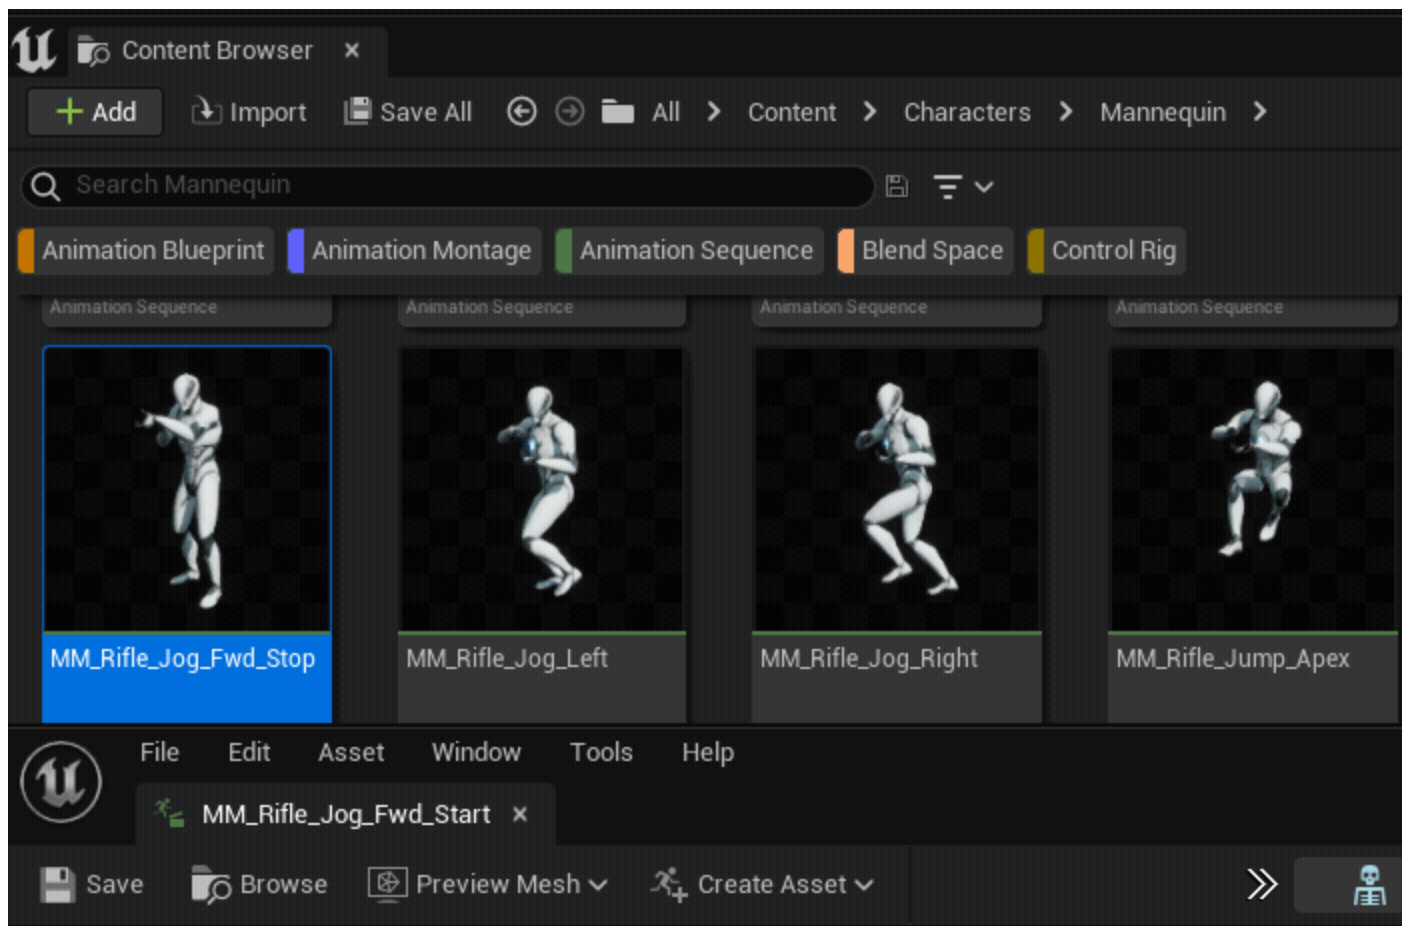 Content Browser
Add Import Save All All Content Characters Mannequin
Search Mannequin
Animation Blueprint Animation Montage Animation Sequence Blend Space Control Rig
Animation Sequence Animation Sequence Animation Sequence Animation Sequence
MM_Rifle_Jog_Fwd_Stop MM_Rifle_Jog_Left MM_Rifle_Jog_Right MM_Rifle_Jump_Apex
File Edit Asset Window Tools Help
MM_Rifle_Jog_Fwd_Start
Save Browse Preview Mesh Create Asset